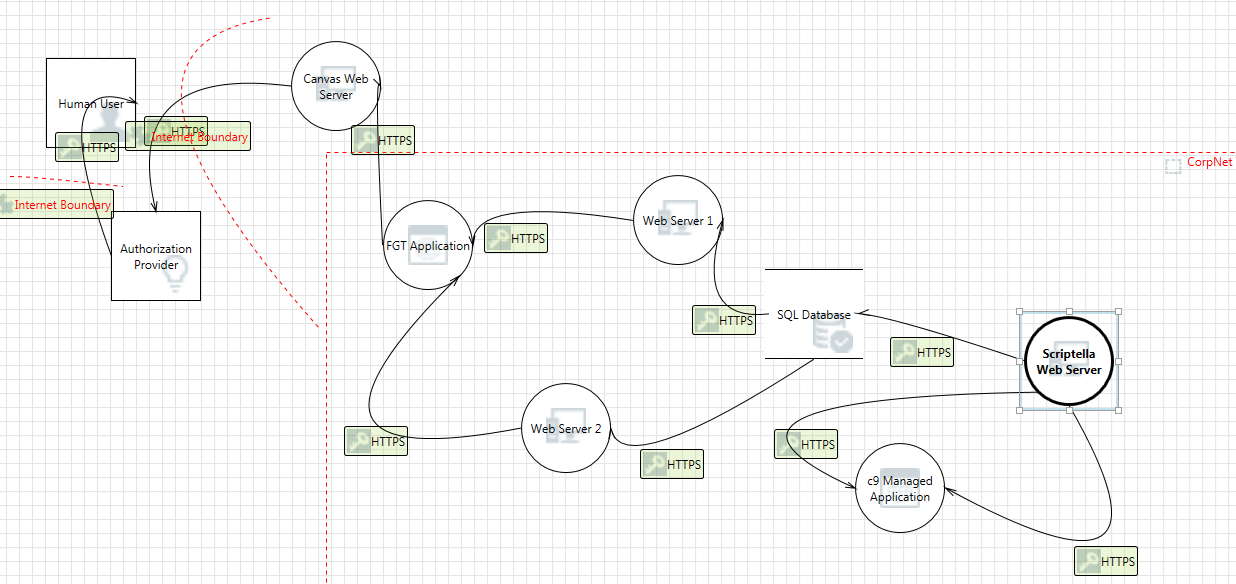 Human User
HTTPS
HTTPS
Internet Boundary
Internet Boundary
Authorization
Provider
Canvas Web
Server
HTTPS
CorpNet
FGT Application
HTTPS
Web Server 1
HTTPS
SQL Database
HTTPS
Scriptella
Web Server
HTTPS
Web Server 2
HTTPS
HTTPS
c9 Managed
Application
HTTPS